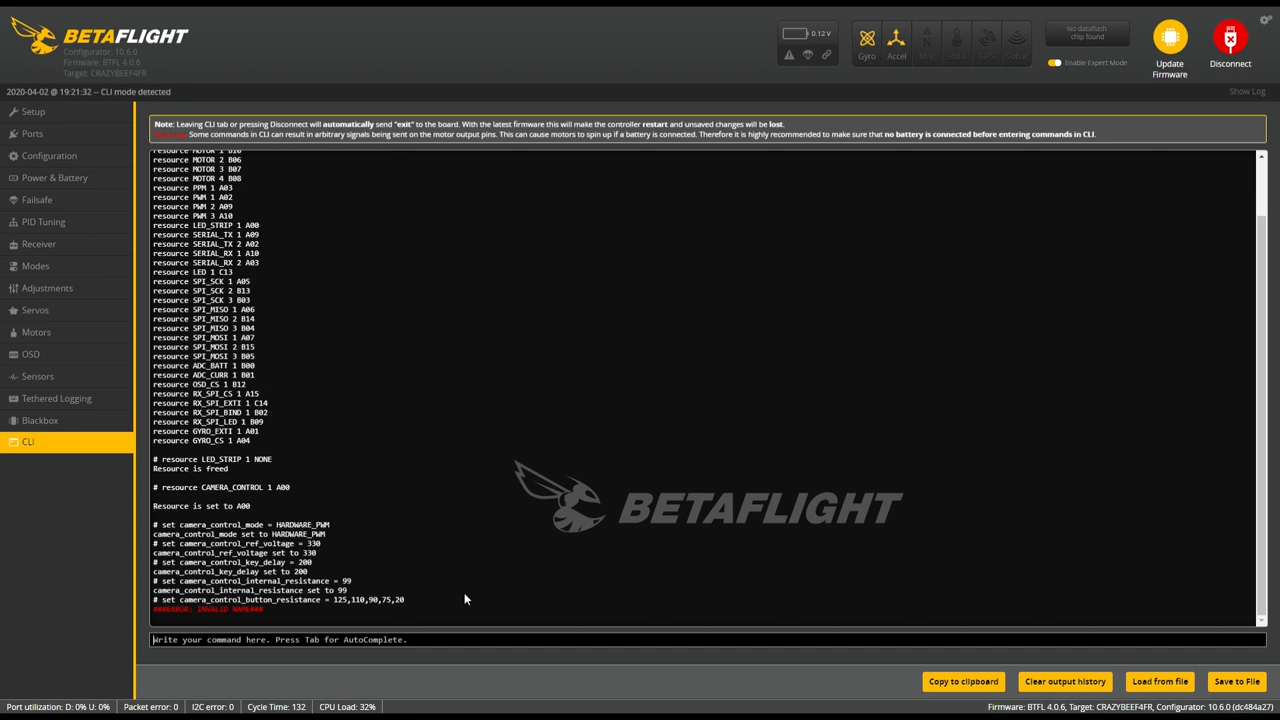 BETAFLIGHT
Configurator: 10.6.0
Firmware: BTFL 4.0.6
Target: CRAZYBEEF4FR
0.12 V
Gyro
Accel
Mag
Baro
GPS
Sonar
No dataflash
chip found
Enable Expert Mode
Update
Firmware
Disconnect
2020-04-02 @ 19:21:32 -- CLI mode detected
Show Log
Setup
Ports
Configuration
Power & Battery
Failsafe
PID Tuning
Receiver
Modes
Adjustments
Servos
Motors
OSD
Sensors
Tethered Logging
Blackbox
CLI
Note: Leaving CLI tab or pressing Disconnect will automatically send "exit" to the board. With the latest firmware this will make the controller restart and unsaved changes will be lost.
Warning: Some commands in CLI can result in arbitrary signals being sent on the motor output pins. This can cause motors to spin up if a battery is connected. Therefore it is highly recommended to make sure that no battery is connected before entering commands in CLI.
resource MOTOR 1 B10
resource MOTOR 2 B06
resource MOTOR 3 B07
resource MOTOR 4 B08
resource PPM 1 A03
resource PWM 1 A02
resource PWM 2 A09
resource PWM 3 A10
resource LED_STRIP 1 A00
resource SERIAL_TX 1 A09
resource SERIAL_TX 2 A02
resource SERIAL_RX 1 A10
resource SERIAL_RX 2 A03
resource LED 1 C13
resource SPI_SCK 1 A05
resource SPI_SCK 2 B13
resource SPI_SCK 3 B03
resource SPI_MISO 1 A06
resource SPI_MISO 2 B14
resource SPI_MISO 3 B04
resource SPI_MOSI 1 A07
resource SPI_MOSI 2 B15
resource SPI_MOSI 3 B05
resource ADC_BATT 1 B00
resource ADC_CURR 1 B01
resource OSD_CS 1 B12
resource RX_SPI_CS 1 A15
resource RX_SPI_EXTI 1 C14
resource RX_SPI_BIND 1 B02
resource RX_SPI_LED 1 B09
resource GYRO_EXTI 1 A01
resource GYRO_CS 1 A04
# resource LED_STRIP 1 NONE
Resource is freed
# resource CAMERA_CONTROL 1 A00
Resource is set to A00
# set camera_control_mode = HARDWARE_PWM
camera_control_mode set to HARDWARE_PWM
# set camera_control_ref_voltage = 330
camera_control_ref_voltage set to 330
# set camera_control_key_delay = 200
camera_control_key_delay set to 200
# set camera_control_internal_resistance = 99
camera_control_internal_resistance set to 99
# set camera_control_button_resistance = 125,110,90,75,20
###ERROR: INVALID NAME###
BETAFLIGHT
Write your command here. Press Tab for AutoComplete.
Copy to clipboard
Clear output history
Load from file
Save to File
Port utilization: D: 0% U: 0%
Packet error: 0
I2C error: 0
Cycle Time: 132
CPU Load: 32%
Firmware: BTFL 4.0.6, Target: CRAZYBEEF4FR, Configurator: 10.6.0 (dc484a27)